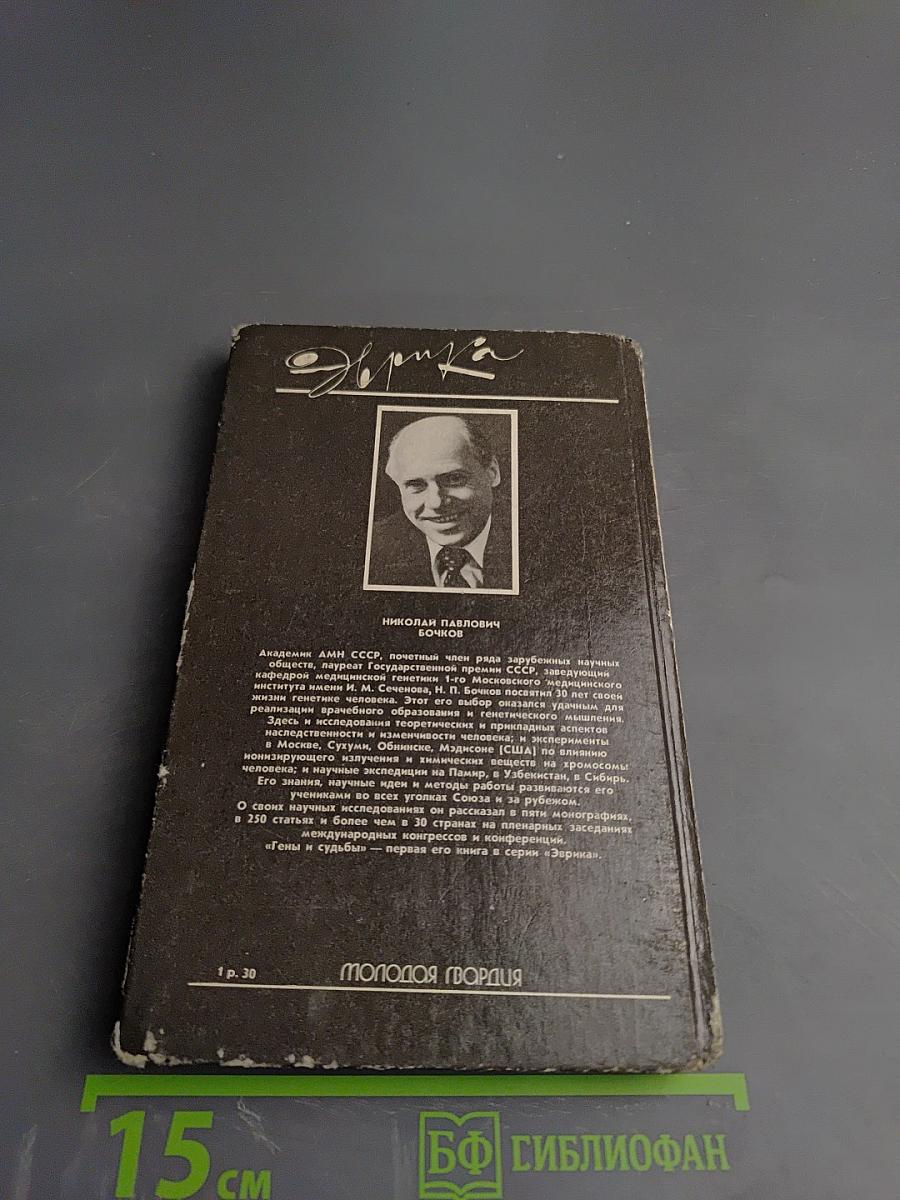 Эврика
НИКОЛАЙ ПАВЛОВИЧ
БОЧКОВ
Академик АМН СССР, почетный член ряда зарубежных научных
обществ, лауреат Государственной премии СССР, заведующий
кафедрой медицинской генетики 1-го Московского медицинского
института имени И. М. Сеченова, Н. П. Бочков посвятил 30 лет своей
жизни генетике человека. Этот его выбор оказался удачным для
реализации врачебного образования и генетического мышления.
Здесь и исследования теоретических и прикладных аспектов
наследственности и изменчивости человека; и эксперименты
в Москве, Сухуми, Обнинске, Мэдисоне (США) по влиянию
ионизирующего излучения и химических веществ на хромосомы
человека; и научные экспедиции на Памир, в Узбекистан, в Сибирь.
Его знания, научные идеи и методы работы развиваются его
учениками во всех уголках Союза и за рубежом.
О своих научных исследованиях он рассказал в пяти монографиях,
в 250 статьях и более чем в 30 странах на пленарных заседаниях
международных конгрессов и конференций.
«Гены и судьбы» — первая его книга в серии «Эврика».
1 р. 30
МОЛОДАЯ ГВАРДИЯ
15 см
БФ БИБЛИОФАН